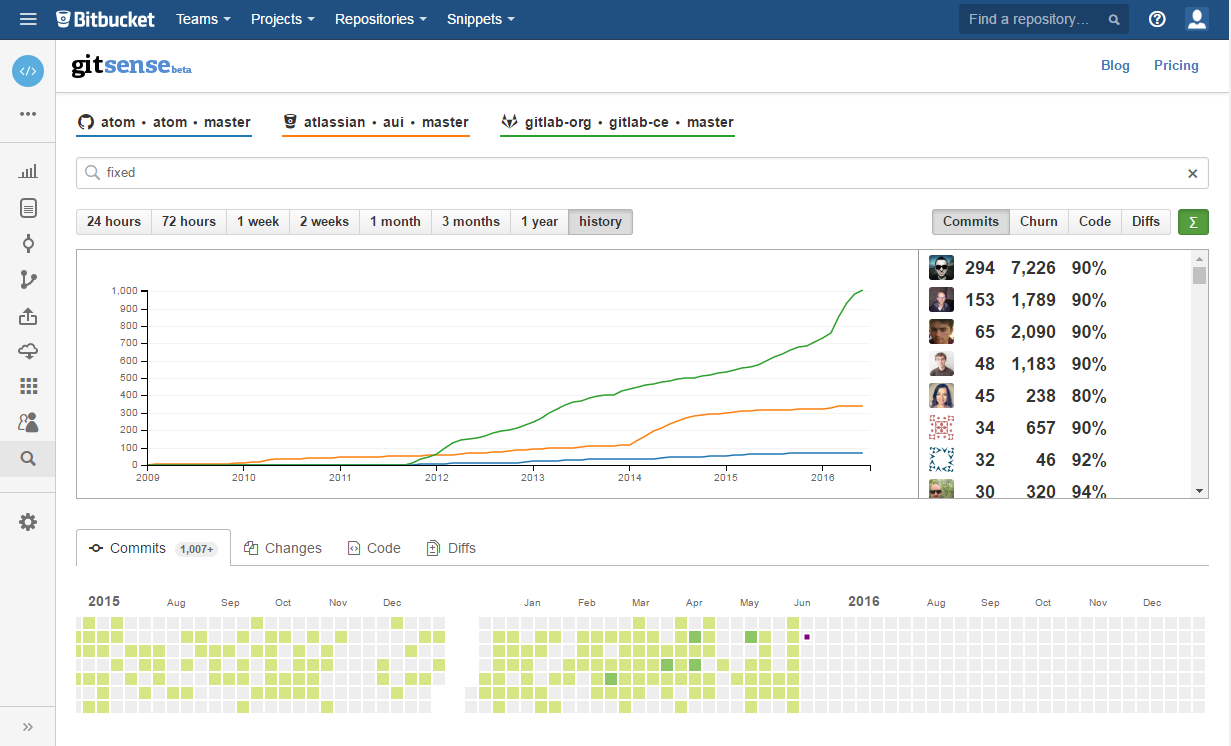 Bitbucket Teams Projects Repositories Snippets Find a repository...
gitsense beta Blog Pricing
atom • atom • master atlassian • aui • master gitlab-org • gitlab-ce • master
fixed
24 hours 72 hours 1 week 2 weeks 1 month 3 months 1 year history Commits Churn Code Diffs Σ
1,000
900
800
700
600
500
400
300
200
100
0
2009 2010 2011 2012 2013 2014 2015 2016
294 7,226 90%
153 1,789 90%
65 2,090 90%
48 1,183 90%
45 238 80%
34 657 90%
32 46 92%
30 320 94%
Commits 1,007+ Changes Code Diffs
2015 Aug Sep Oct Nov Dec Jan Feb Mar Apr May Jun 2016 Aug Sep Oct Nov Dec